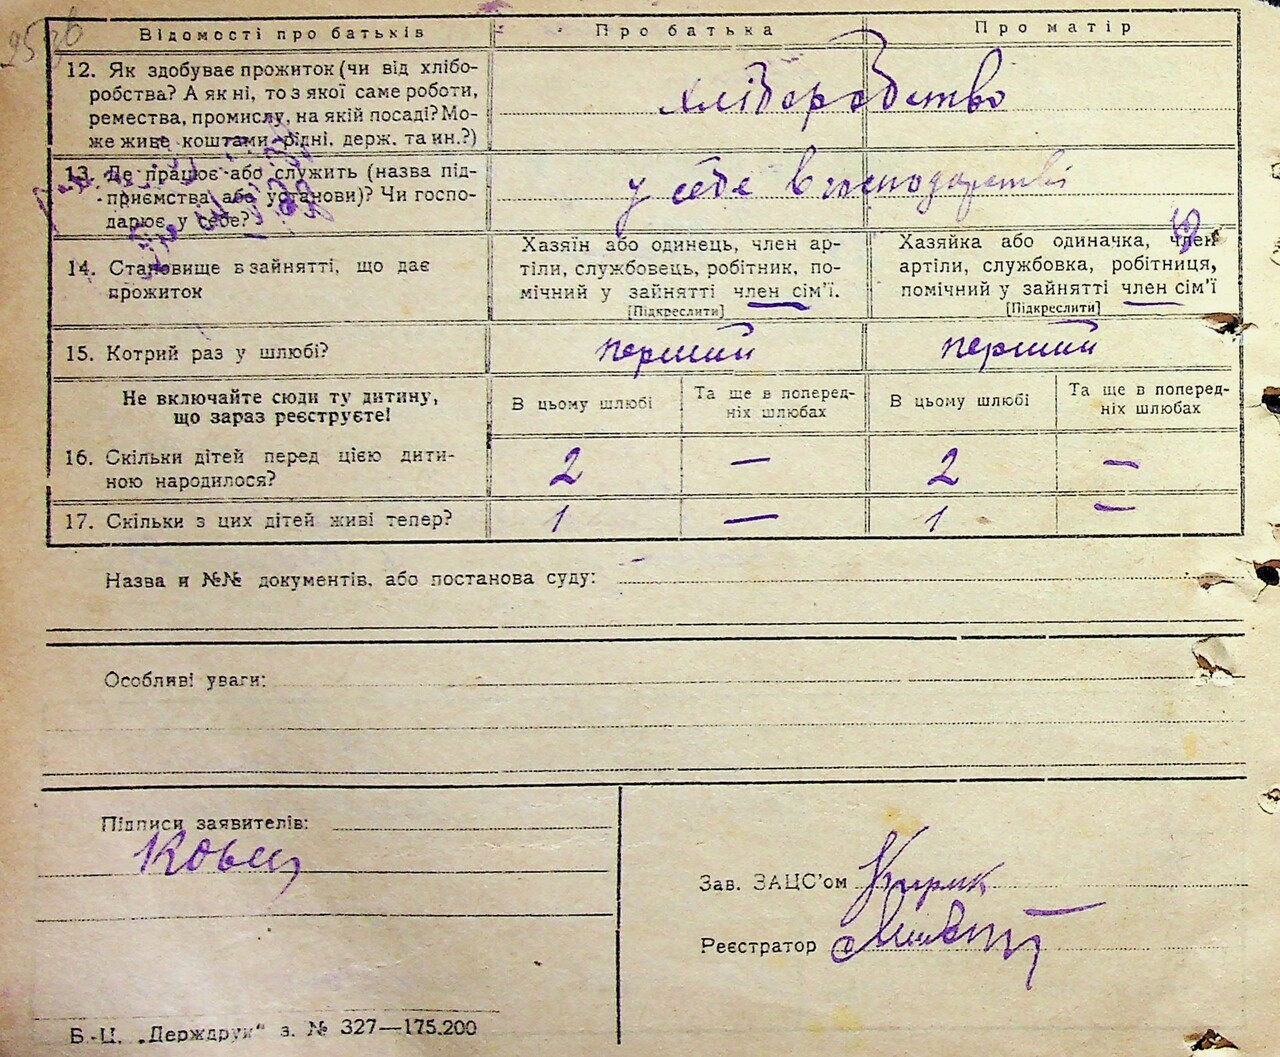 Відомості про батьків Про батька Про матір
12. Як здобуває прожиток (чи від хлібо-
робства? А як ні, то з якої саме роботи,
ремества, промислу, на якій посаді? Мо-
же живе коштами рідні, держ. та ин.?)
хліборобство
13. Де працює або служить (назва під-
приємства або установи)? Чи госпо-
дарює у себе?
у себе в господарстві
14. Становище в зайнятті, що дає
прожиток
Хазяїн або одинець, член ар-
тіли, службовець, робітник, по-
мічний у зайнятті член сім'ї.
[Підкреслити]
Хазяйка або одиначка, член
артіли, службовка, робітниця,
помічний у зайнятті член сім'ї
[Підкреслити]
15. Котрий раз у шлюбі? перший перший
Не включайте сюди ту дитину,
що зараз реєструєте!
В цьому шлюбі
Та ще в поперед-
ніх шлюбах
В цьому шлюбі
Та ще в поперед-
ніх шлюбах
16. Скільки дітей перед цією дити-
ною народилося?
2 — 2 —
17. Скільки з цих дітей живі тепер? 1 — 1 —
Назва и №№ документів, або постанова суду:
Особливі уваги:
Підписи заявителів:
Зав. ЗАЦС'ом
Реєстратор
Б.-Ц. „Держдрук" з. № 327—175.200